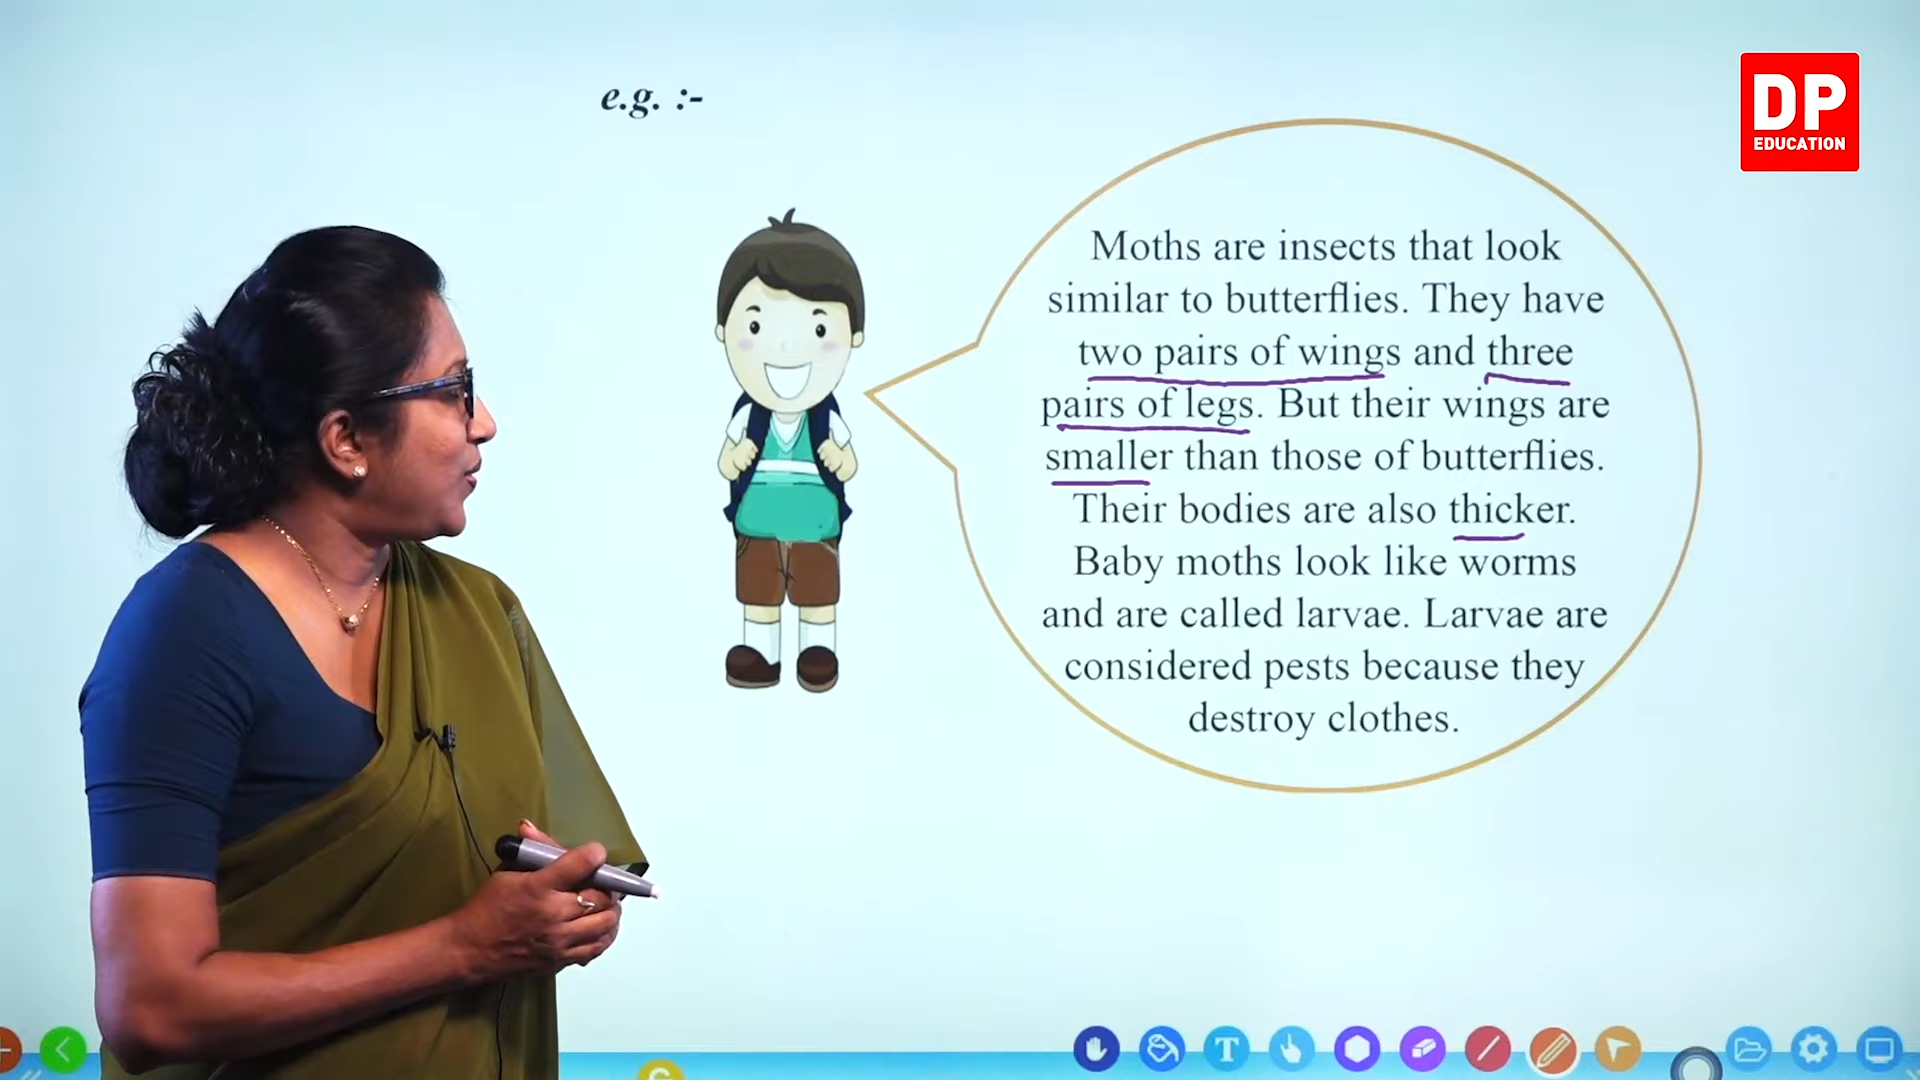 e.g. :-
DP
EDUCATION
Moths are insects that look
similar to butterflies. They have
two pairs of wings and three
pairs of legs. But their wings are
smaller than those of butterflies.
Their bodies are also thicker.
Baby moths look like worms
and are called larvae. Larvae are
considered pests because they
destroy clothes.
T